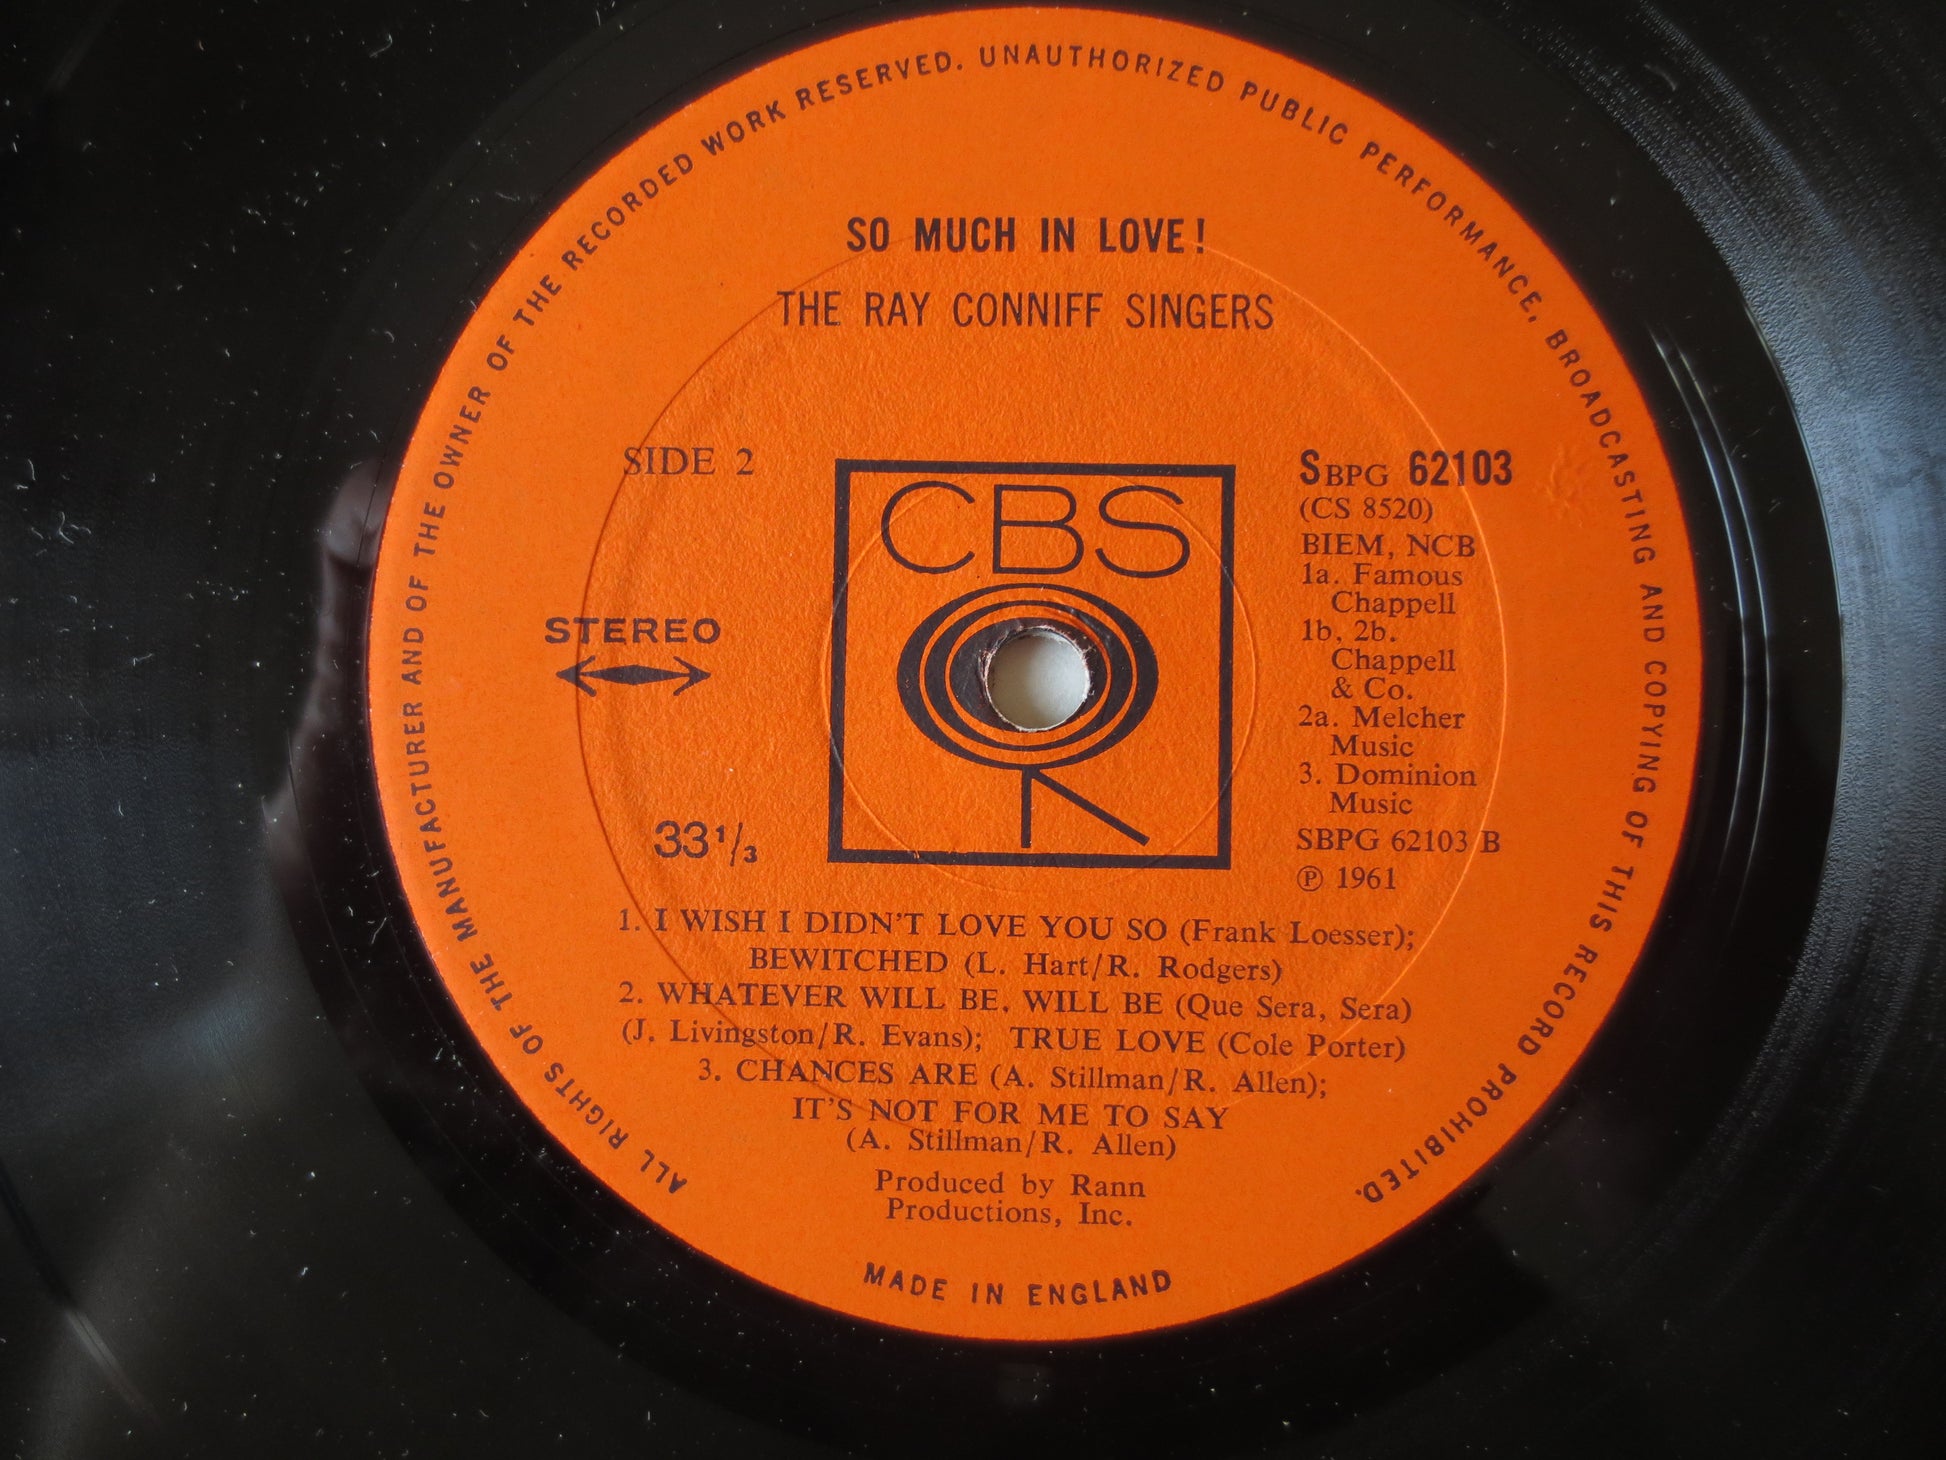 ALL RIGHTS OF THE MANUFACTURER AND OF THE OWNER OF THE RECORDED WORK RESERVED. UNAUTHORIZED PUBLIC PERFORMANCE, BROADCASTING AND COPYING OF THIS RECORD PROHIBITED.
SO MUCH IN LOVE!
THE RAY CONNIFF SINGERS
SIDE 2
STEREO
33 1/3
CBS
SBPG 62103
(CS 8520)
BIEM, NCB
1a. Famous
Chappell
1b, 2b.
Chappell
& Co.
2a. Melcher
Music
3. Dominion
Music
SBPG 62103 B
℗ 1961
1. I WISH I DIDN'T LOVE YOU SO (Frank Loesser);
BEWITCHED (L. Hart/R. Rodgers)
2. WHATEVER WILL BE, WILL BE (Que Sera, Sera)
(J. Livingston/R. Evans); TRUE LOVE (Cole Porter)
3. CHANCES ARE (A. Stillman/R. Allen);
IT'S NOT FOR ME TO SAY
(A. Stillman/R. Allen)
Produced by Rann
Productions, Inc.
MADE IN ENGLAND